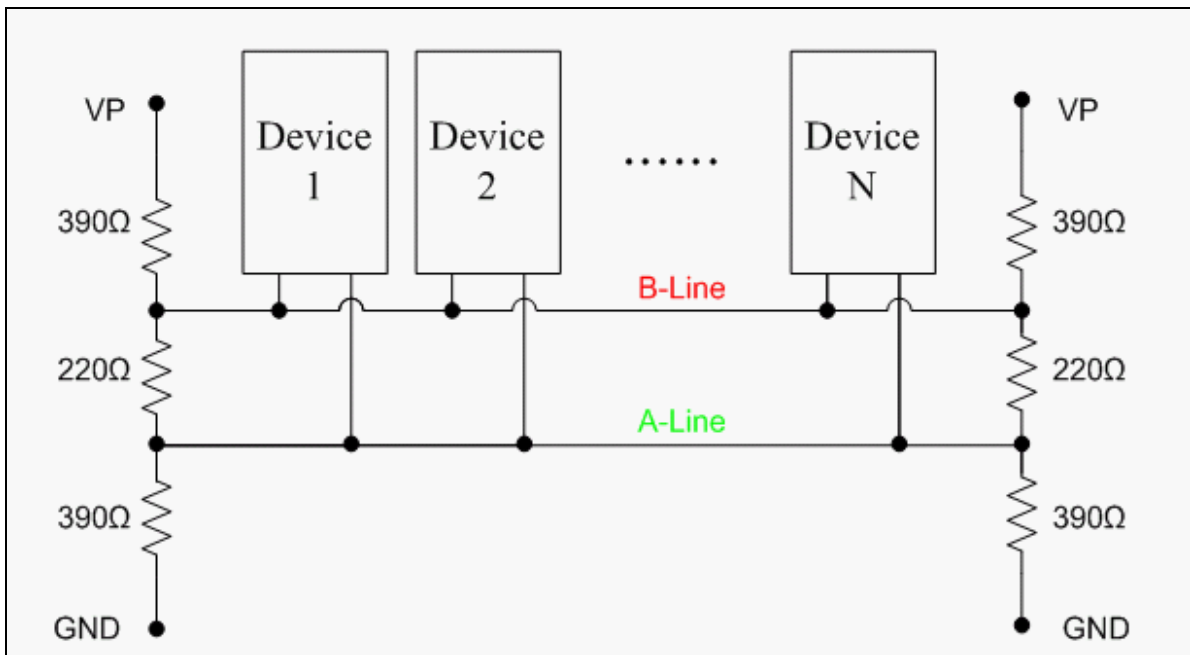 VP
Device
1
Device
2
......
Device
N
VP
390Ω
390Ω
B-Line
220Ω
220Ω
A-Line
390Ω
390Ω
GND
GND